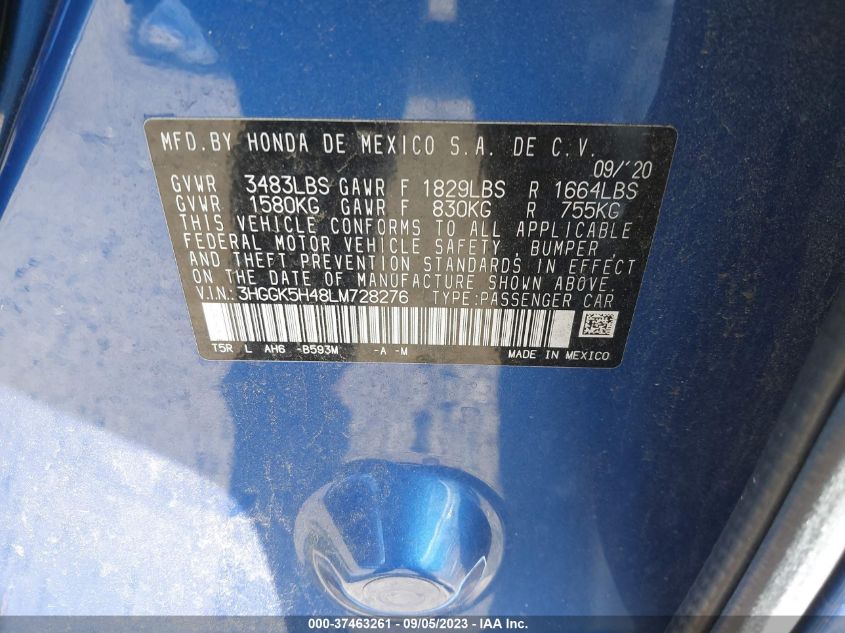 MFD. BY HONDA DE MEXICO S.A. DE C.V.
09/'20
GVWR 3483LBS GAWR F 1829LBS R 1664LBS
GVWR 1580KG GAWR F 830KG R 755KG
THIS VEHICLE CONFORMS TO ALL APPLICABLE
FEDERAL MOTOR VEHICLE SAFETY, BUMPER,
AND THEFT PREVENTION STANDARDS IN EFFECT
ON THE DATE OF MANUFACTURE SHOWN ABOVE.
V.I.N.: 3HGGK5H48LM728276 TYPE:PASSENGER CAR
T5R L AH6 -B593M -A -M MADE IN MEXICO
000-37463261 - 09/05/2023 - IAA Inc.